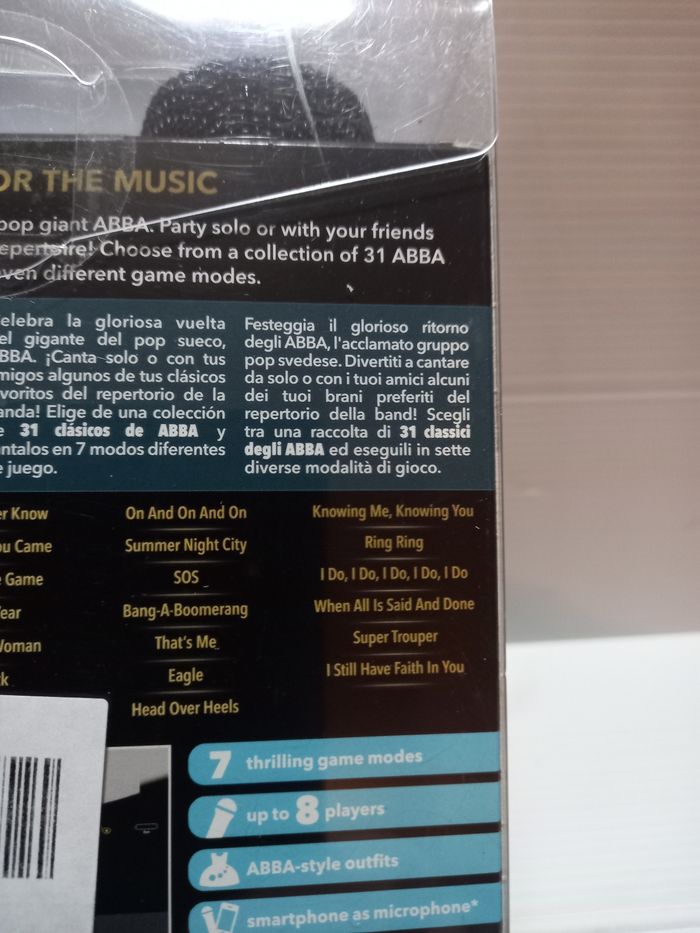 OR THE MUSIC
pop giant ABBA. Party solo or with your friends
epertoire! Choose from a collection of 31 ABBA
ven different game modes.
elebra la gloriosa vuelta
el gigante del pop sueco,
BBA. ¡Canta solo o con tus
migos algunos de tus clásicos
avoritos del repertorio de la
anda! Elige de una colección
e 31 clásicos de ABBA y
ántalos en 7 modos diferentes
e juego.
Festeggia il glorioso ritorno
degli ABBA, l'acclamato gruppo
pop svedese. Divertiti a cantare
da solo o con i tuoi amici alcuni
dei tuoi brani preferiti del
repertorio della band! Scegli
tra una raccolta di 31 classici
degli ABBA ed eseguili in sette
diverse modalità di gioco.
er Know
ou Came
e Game
Year
Woman
ck
On And On And On
Summer Night City
SOS
Bang-A-Boomerang
That's Me
Eagle
Head Over Heels
Knowing Me, Knowing You
Ring Ring
I Do, I Do, I Do, I Do, I Do
When All Is Said And Done
Super Trouper
I Still Have Faith In You
7 thrilling game modes
up to 8 players
ABBA-style outfits
smartphone as microphone*